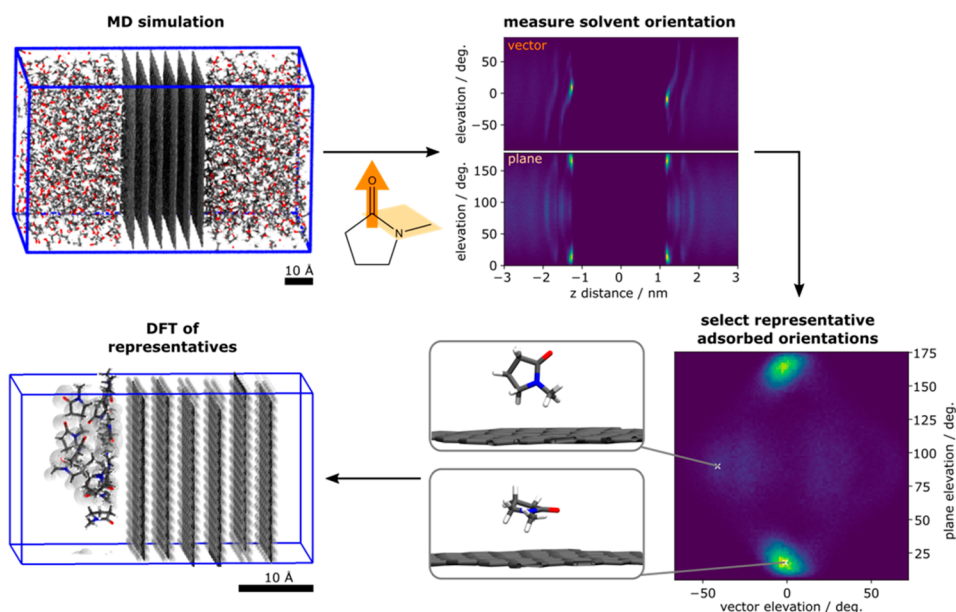 MD simulation
10 Å
O
N
measure solvent orientation
vector
elevation / deg.
50
0
−50
plane
elevation / deg.
150
100
50
0
−3
−2
−1
0
1
2
3
z distance / nm
DFT of
representatives
10 Å
select representative
adsorbed orientations
175
150
125
100
75
50
25
plane elevation / deg.
−50
0
50
vector elevation / deg.